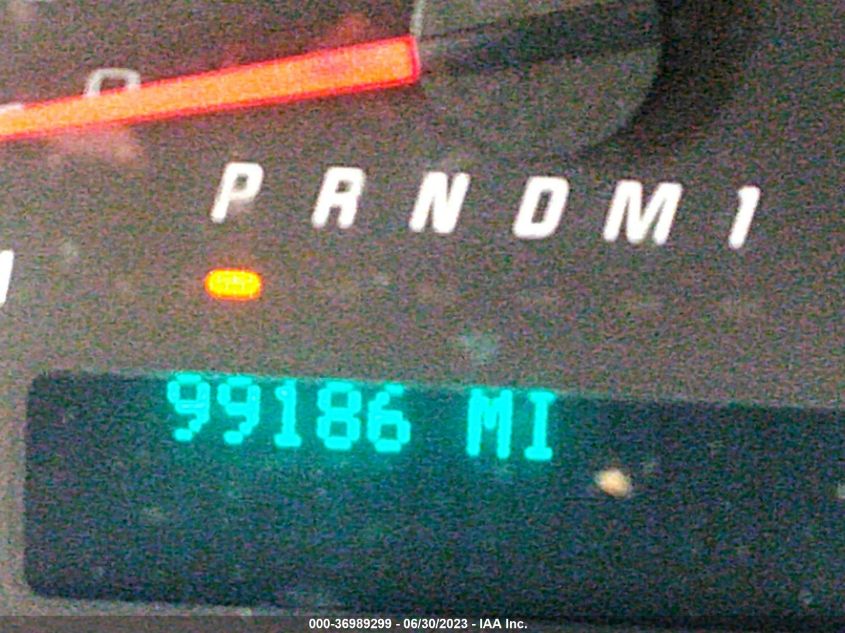 P R N D M 1
99186 MI
000-36989299 - 06/30/2023 - IAA Inc.